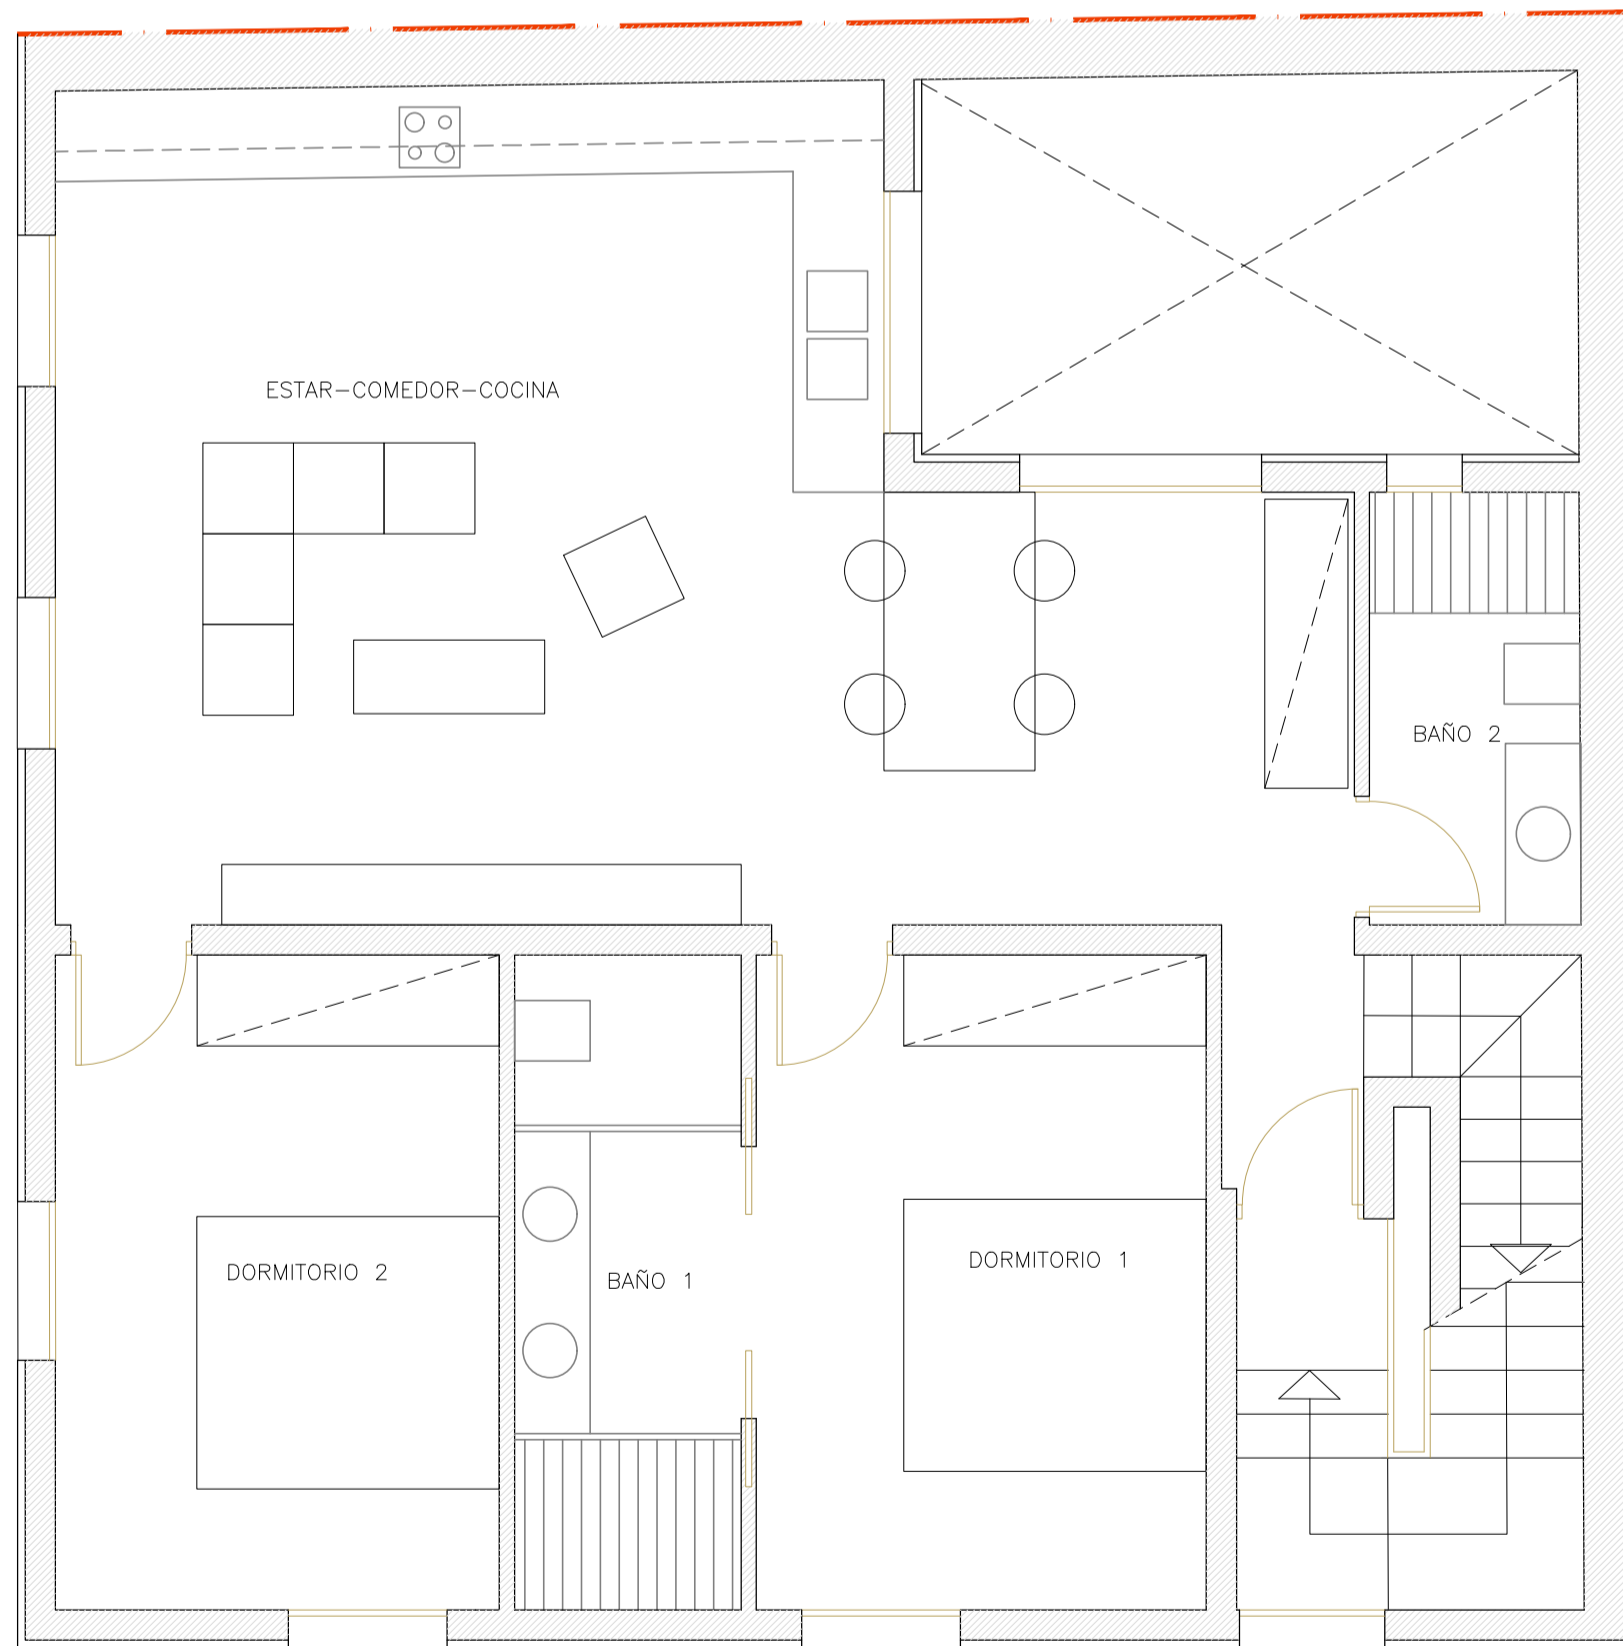 ESTAR-COMEDOR-COCINA
BAÑO 2
DORMITORIO 2
BAÑO 1
DORMITORIO 1